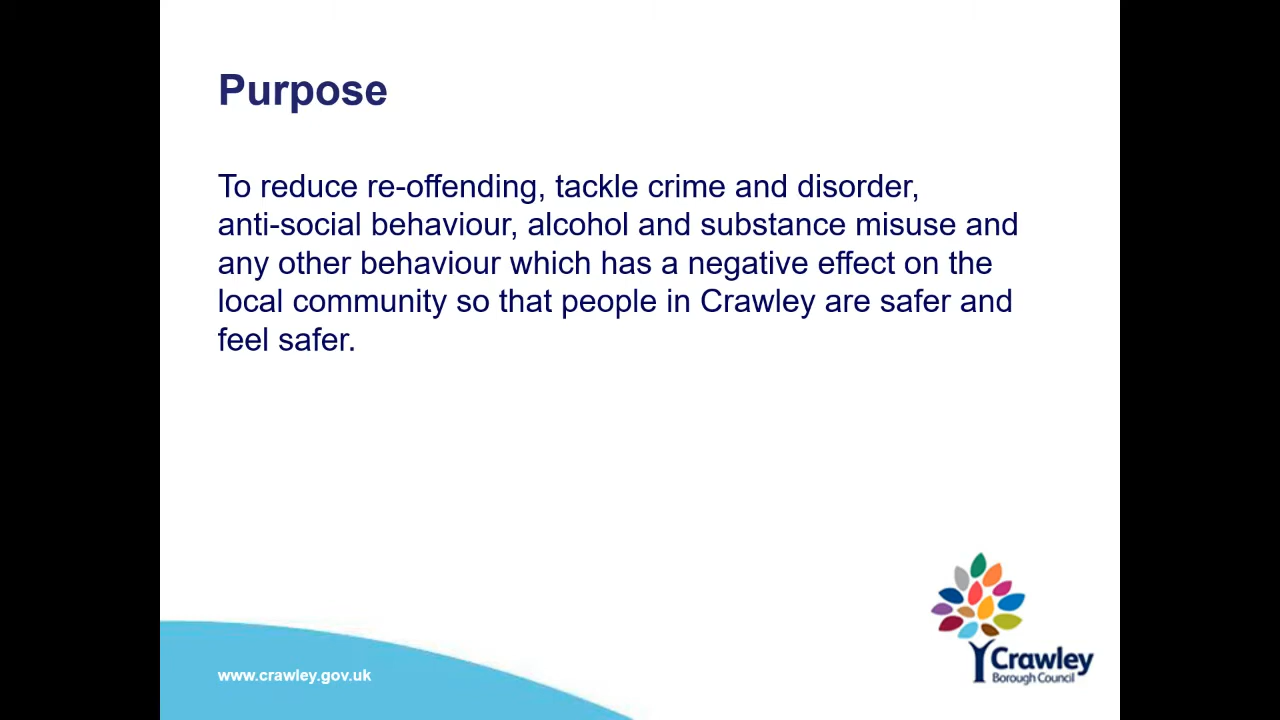 Purpose
To reduce re-offending, tackle crime and disorder,
anti-social behaviour, alcohol and substance misuse and
any other behaviour which has a negative effect on the
local community so that people in Crawley are safer and
feel safer.
www.crawley.gov.uk
Crawley
Borough Council